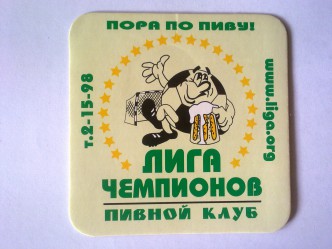 ПОРА ПО ПИВУ!
т.2-15-98
www.liga.org
ЛИГА
ЧЕМПИОНОВ
ПИВНОЙ КЛУБ